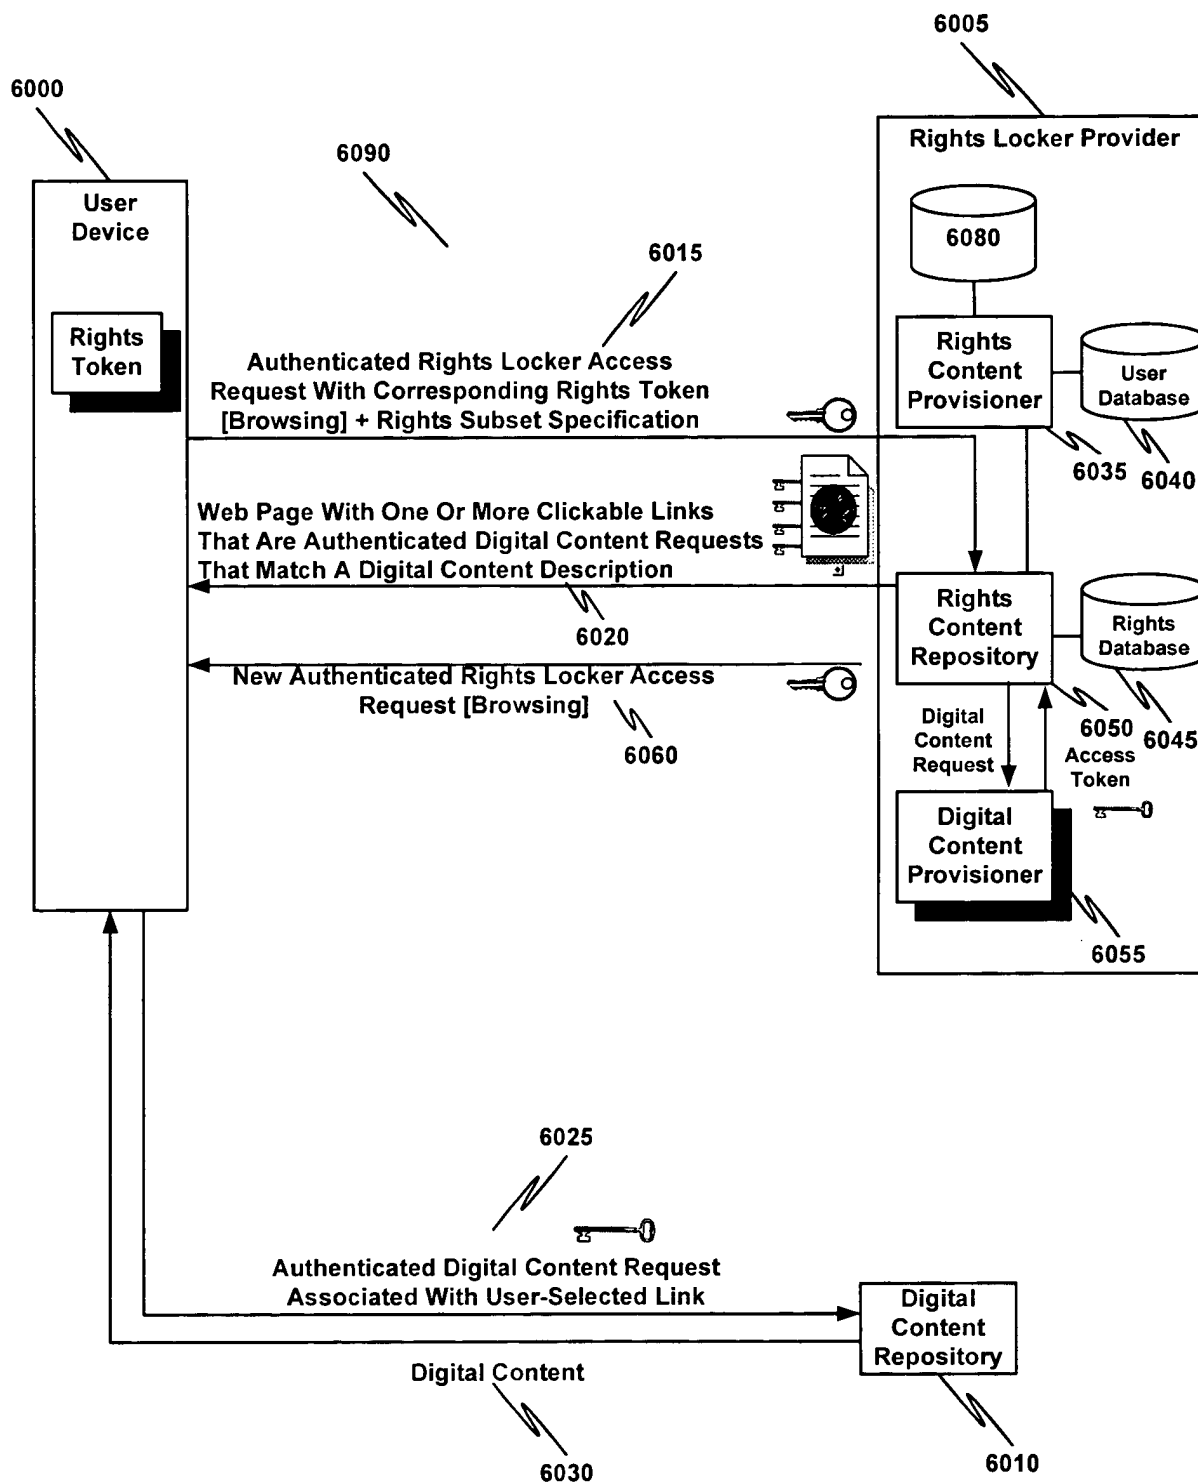 6005
6000
Rights Locker Provider
6090
User
Device
6080
6015
Rights
Token
Rights
Content
Provisioner
User
Database
Authenticated Rights Locker Access
Request With Corresponding Rights Token
[Browsing] + Rights Subset Specification
6035
6040
Web Page With One Or More Clickable Links
That Are Authenticated Digital Content Requests
That Match A Digital Content Description
6020
Rights
Content
Repository
Rights
Database
New Authenticated Rights Locker Access
Request [Browsing]
6060
6050
6045
Digital
Content
Request
Access
Token
Digital
Content
Provisioner
6055
6025
Authenticated Digital Content Request
Associated With User-Selected Link
Digital
Content
Repository
Digital Content
6030
6010